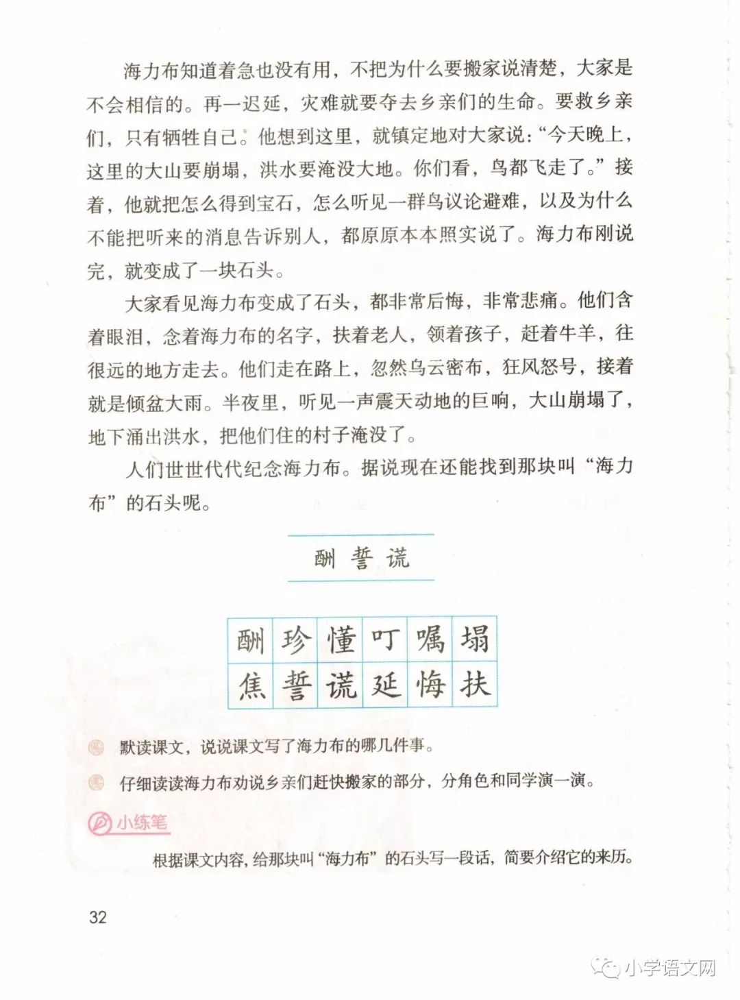 海力布知道着急也没有用，不把为什么要搬家说清楚，大家是
不会相信的。再一迟延，灾难就要夺去乡亲们的生命。要救乡亲
们，只有牺牲自己。他想到这里，就镇定地对大家说：“今天晚上，
这里的大山要崩塌，洪水要淹没大地。你们看，鸟都飞走了。”接
着，他就把怎么得到宝石，怎么听见一群鸟议论避难，以及为什么
不能把听来的消息告诉别人，都原原本本照实说了。海力布刚说
完，就变成了一块石头。
大家看见海力布变成了石头，都非常后悔，非常悲痛。他们含
着眼泪，念着海力布的名字，扶着老人，领着孩子，赶着牛羊，往
很远的地方走去。他们走在路上，忽然乌云密布，狂风怒号，接着
就是倾盆大雨。半夜里，听见一声震天动地的巨响，大山崩塌了，
地下涌出洪水，把他们住的村子淹没了。
人们世世代代纪念海力布。据说现在还能找到那块叫“海力
布”的石头呢。
酬 誓 谎
酬 珍 懂 叮 嘱 塌
焦 誓 谎 延 悔 扶
默读课文，说说课文写了海力布的哪几件事。
仔细读读海力布劝说乡亲们赶快搬家的部分，分角色和同学演一演。
小练笔
根据课文内容，给那块叫“海力布”的石头写一段话，简要介绍它的来历。
32
小学语文网